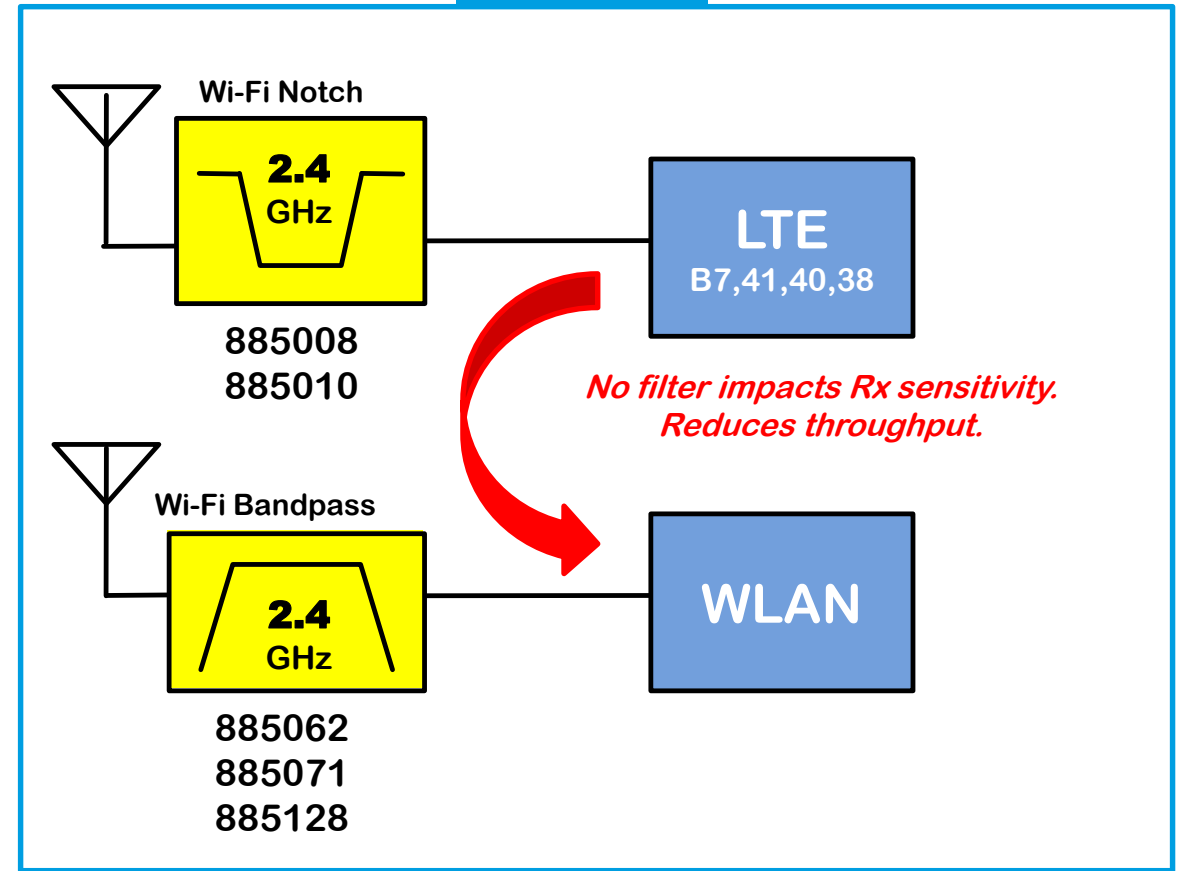 Wi-Fi Notch
2.4
GHz
LTE
B7,41,40,38
885008
885010
No filter impacts Rx sensitivity.
Reduces throughput.
Wi-Fi Bandpass
2.4
GHz
WLAN
885062
885071
885128